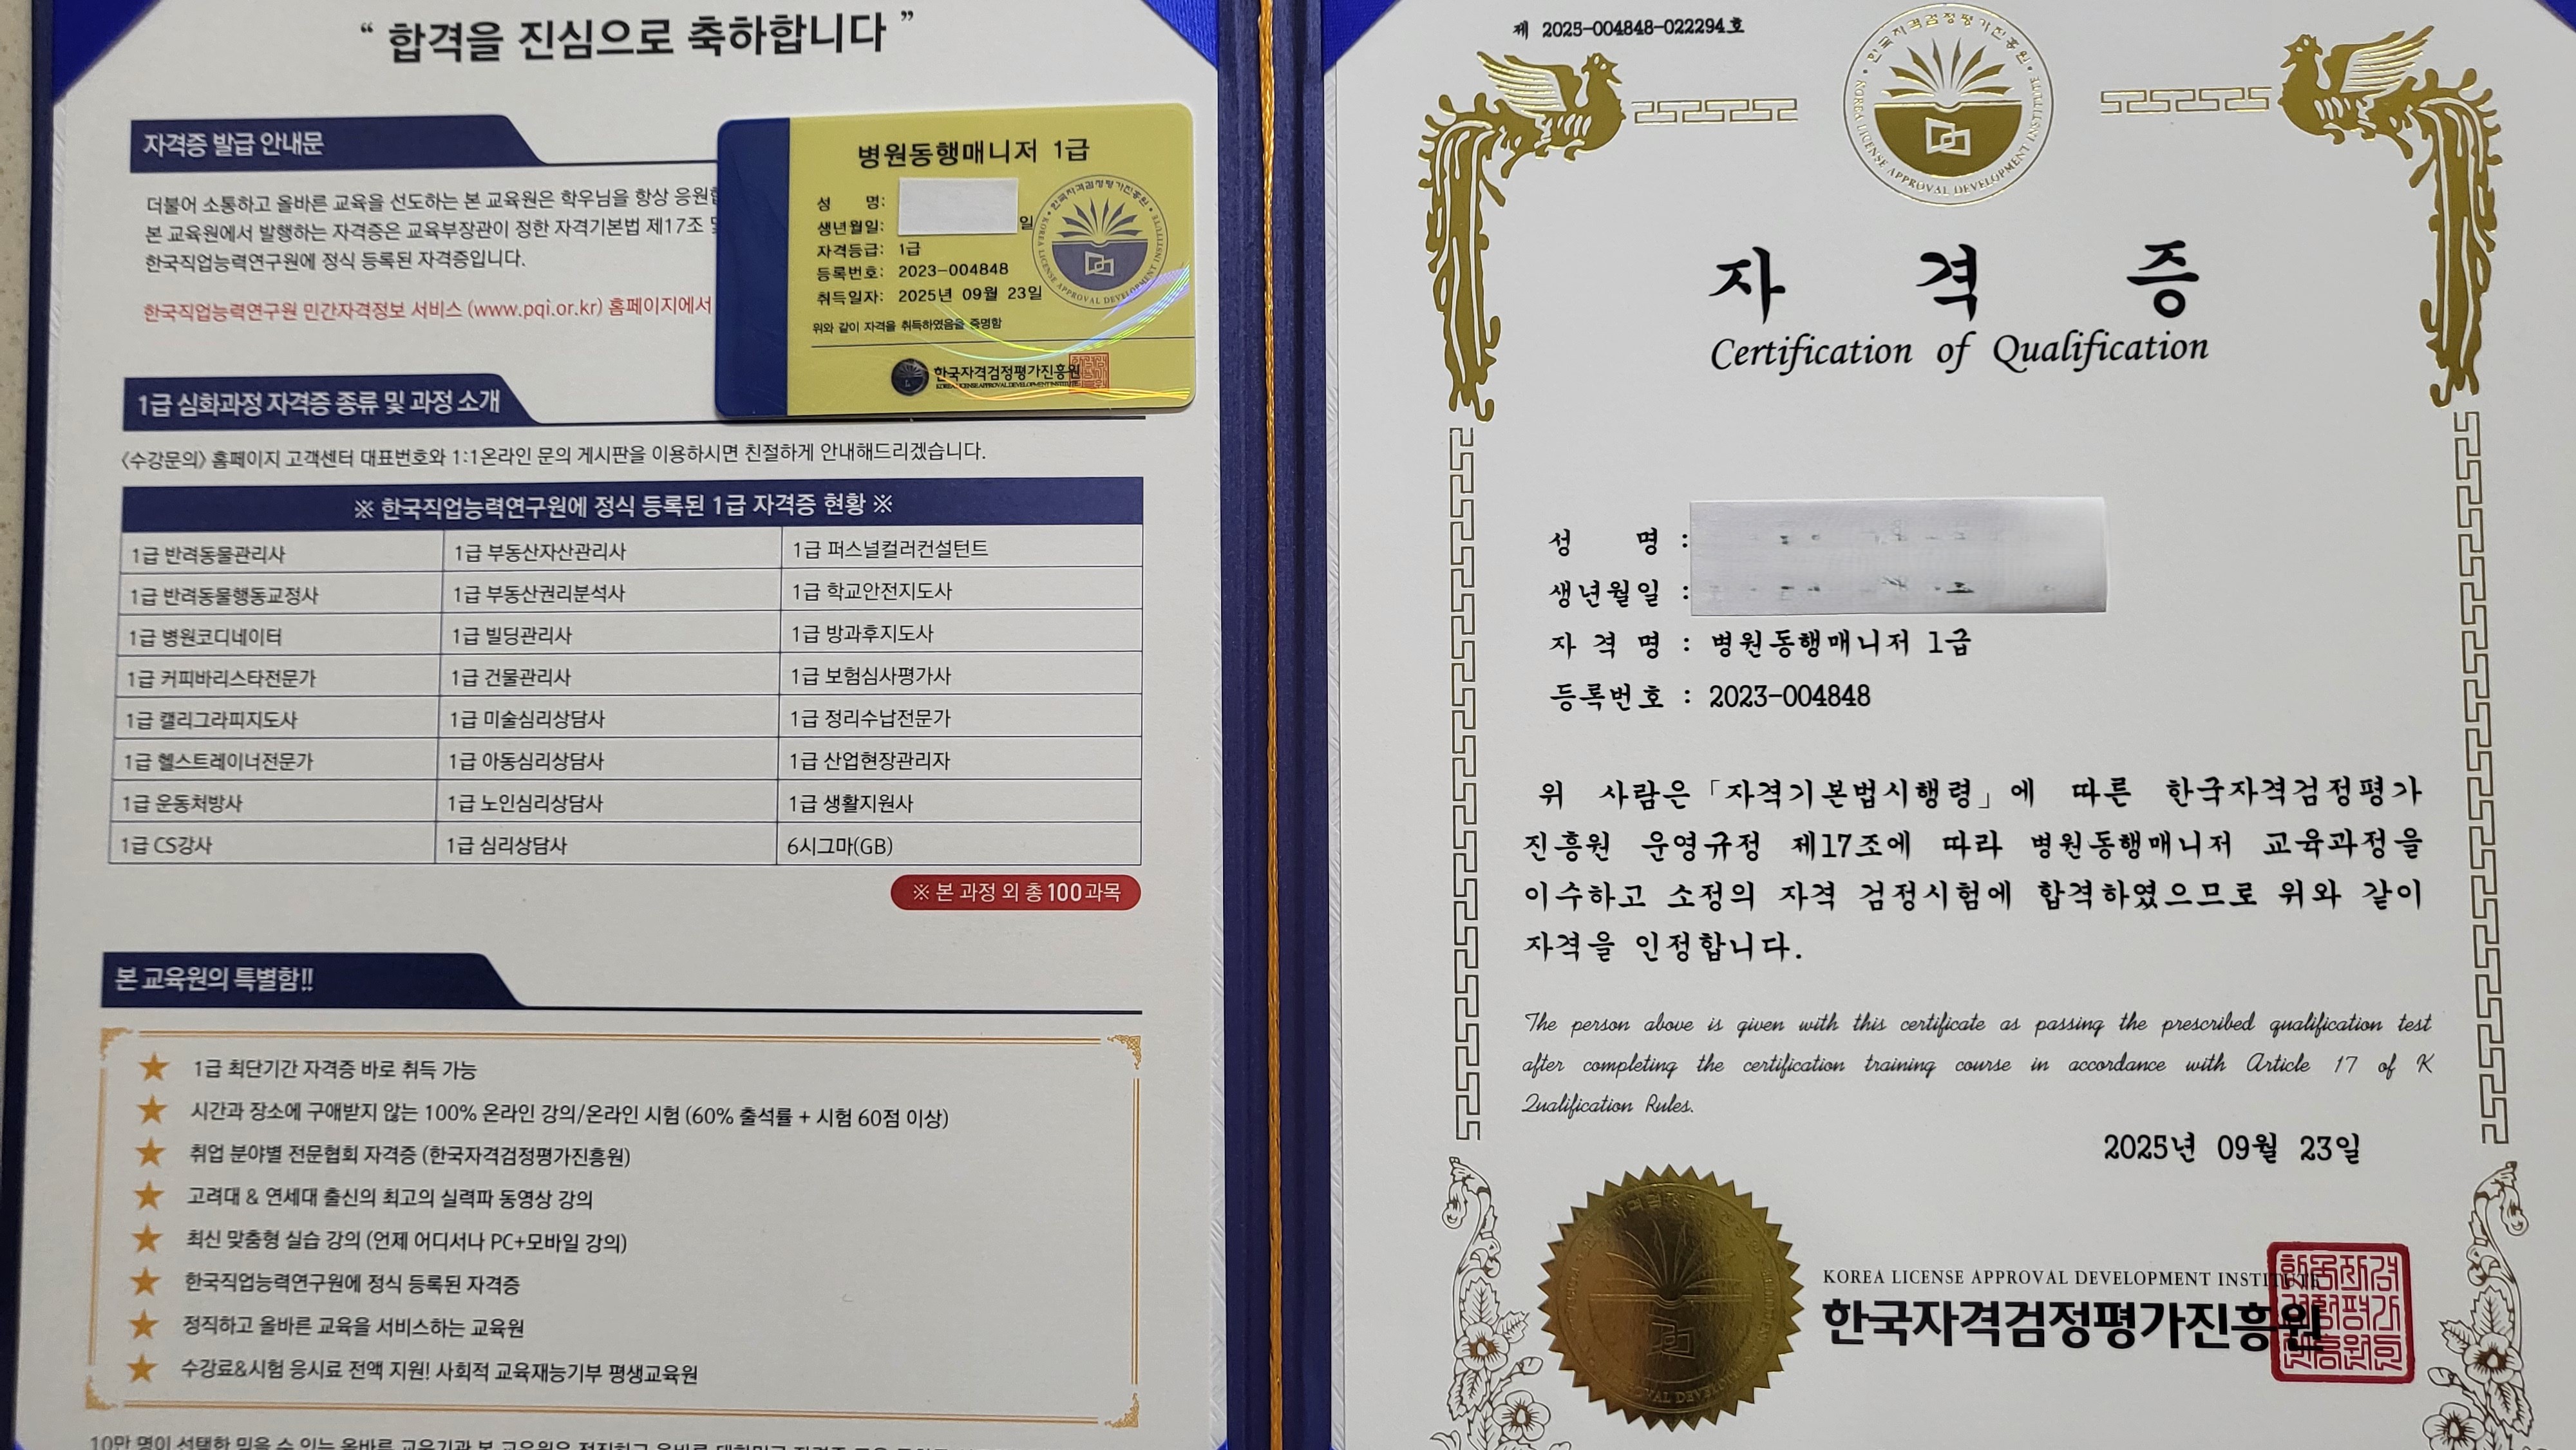 “ 합격을 진심으로 축하합니다 ”
자격증 발급 안내문
더불어 소통하고 올바른 교육을 선도하는 본 교육원은 학우님을 항상
본 교육원에서 발행하는 자격증은 교육부장관이 정한 자격기본법 제17조
한국직업능력연구원에 정식 등록된 자격증입니다.
한국직업능력연구원 민간자격정보 서비스 (www.pqi.or.kr) 홈페이지에서
병원동행매니저 1급
성 명:
생년월일: 일
자격등급: 1급
등록번호: 2023-004848
취득일자: 2025년 09월 23일
위와 같이 자격을 취득하였음을 증명함
한국자격검정평가진흥원
KOREA LICENSE APPROVAL DEVELOPMENT INSTITUTE
한국자격검정평가진흥원
KOREA LICENSE APPROVAL DEVELOPMENT INSTITUTE
1급 심화과정 자격증 종류 및 과정 소개
〈수강문의〉 홈페이지 고객센터 대표번호와 1:1온라인 문의 게시판을 이용하시면 친절하게 안내해드리겠습니다.
※ 한국직업능력연구원에 정식 등록된 1급 자격증 현황 ※
1급 반려동물관리사 1급 부동산자산관리사 1급 퍼스널컬러컨설턴트
1급 반려동물행동교정사 1급 부동산권리분석사 1급 학교안전지도사
1급 병원코디네이터 1급 빌딩관리사 1급 방과후지도사
1급 커피바리스타전문가 1급 건물관리사 1급 보험심사평가사
1급 캘리그라피지도사 1급 미술심리상담사 1급 정리수납전문가
1급 헬스트레이너전문가 1급 아동심리상담사 1급 산업현장관리자
1급 운동처방사 1급 노인심리상담사 1급 생활지원사
1급 CS강사 1급 심리상담사 6시그마(GB)
※ 본 과정 외 총 100과목
본 교육원의 특별함!!
1급 최단기간 자격증 바로 취득 가능
시간과 장소에 구애받지 않는 100% 온라인 강의/온라인 시험 (60% 출석률 + 시험 60점 이상)
취업 분야별 전문협회 자격증 (한국자격검정평가진흥원)
고려대 & 연세대 출신의 최고의 실력파 동영상 강의
최신 맞춤형 실습 강의 (언제 어디서나 PC+모바일 강의)
한국직업능력연구원에 정식 등록된 자격증
정직하고 올바른 교육을 서비스하는 교육원
수강료&시험 응시료 전액 지원! 사회적 교육재능기부 평생교육원
제 2025-004848-022294호
한국자격검정평가진흥원
KOREA LICENSE APPROVAL DEVELOPMENT INSTITUTE
자 격 증
Certification of Qualification
성 명 :
생년월일 :
자 격 명 : 병원동행매니저 1급
등록번호 : 2023-004848
위 사람은 「자격기본법시행령」에 따른 한국자격검정평가
진흥원 운영규정 제17조에 따라 병원동행매니저 교육과정을
이수하고 소정의 자격 검정시험에 합격하였으므로 위와 같이
자격을 인정합니다.
The person above is given with this certificate as passing the prescribed qualification test
after completing the certification training course in accordance with Article 17 of K
Qualification Rules.
2025년 09월 23일
KOREA LICENSE APPROVAL DEVELOPMENT INSTITUTE
한국자격검정평가진흥원